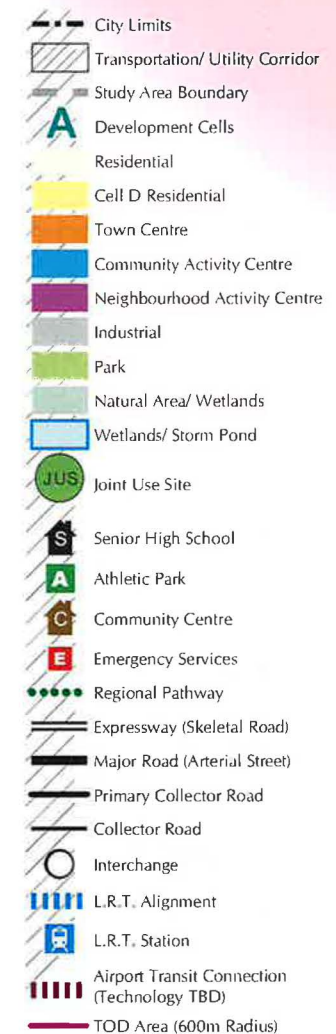 City Limits
Transportation/ Utility Corridor
Study Area Boundary
A Development Cells
Residential
Cell D Residential
Town Centre
Community Activity Centre
Neighbourhood Activity Centre
Industrial
Park
Natural Area/ Wetlands
Wetlands/ Storm Pond
JUS Joint Use Site
S Senior High School
A Athletic Park
C Community Centre
E Emergency Services
Regional Pathway
Expressway (Skeletal Road)
Major Road (Arterial Street)
Primary Collector Road
Collector Road
Interchange
L.R.T. Alignment
L.R.T. Station
Airport Transit Connection
(Technology TBD)
TOD Area (600m Radius)